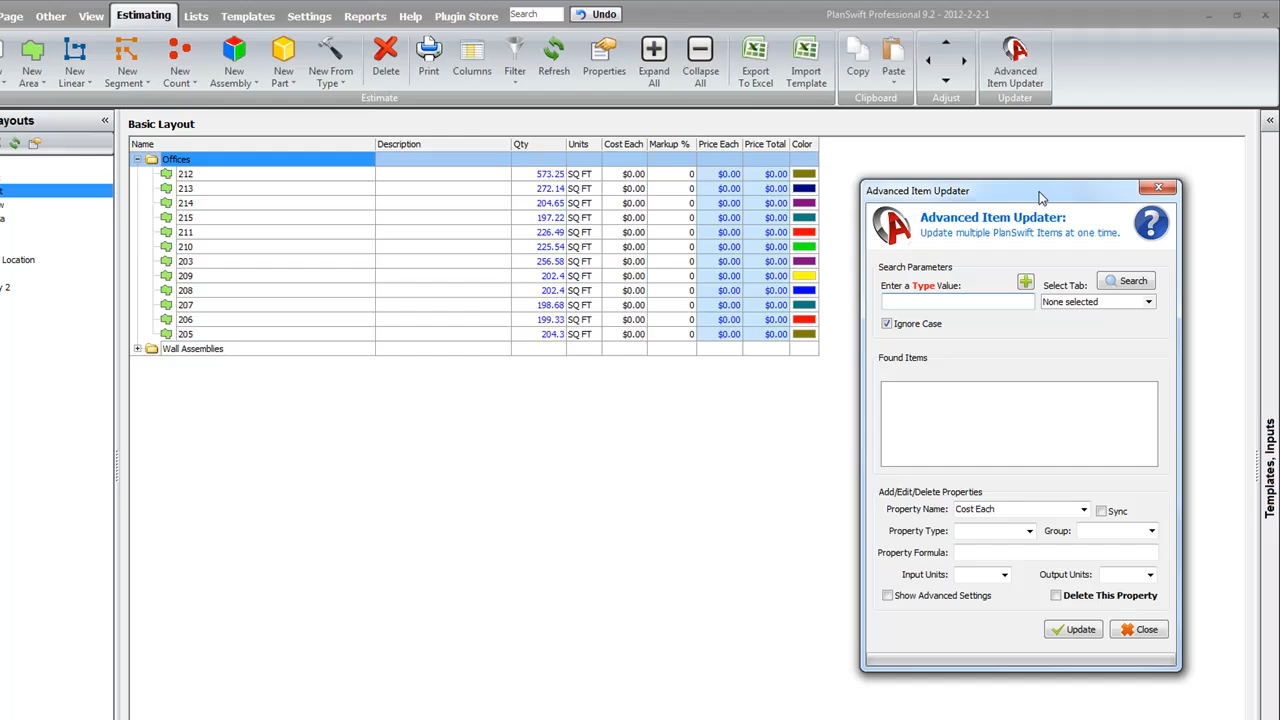 Page Other View Estimating Lists Templates Settings Reports Help Plugin Store Search Undo PlanSwift Professional 9.2 - 2012-2-2-1
New Area New Linear New Segment New Count New Assembly New Part New From Type Delete Print Columns Filter Refresh Properties Expand All Collapse All Export To Excel Import Template Copy Paste Advanced Item Updater
Estimate Clipboard Adjust Updater
ayouts «
Basic Layout
Name Description Qty Units Cost Each Markup % Price Each Price Total Color
Offices
212 573.25 SQ FT $0.00 0 $0.00 $0.00
213 272.14 SQ FT $0.00 0 $0.00 $0.00
214 204.65 SQ FT $0.00 0 $0.00 $0.00
215 197.22 SQ FT $0.00 0 $0.00 $0.00
211 226.49 SQ FT $0.00 0 $0.00 $0.00
210 225.54 SQ FT $0.00 0 $0.00 $0.00
203 256.58 SQ FT $0.00 0 $0.00 $0.00
209 202.4 SQ FT $0.00 0 $0.00 $0.00
208 202.4 SQ FT $0.00 0 $0.00 $0.00
207 198.68 SQ FT $0.00 0 $0.00 $0.00
206 199.33 SQ FT $0.00 0 $0.00 $0.00
205 204.3 SQ FT $0.00 0 $0.00 $0.00
Wall Assemblies
t
w
a
Location
y 2
Advanced Item Updater
Advanced Item Updater:
Update multiple PlanSwift Items at one time.
Search Parameters
Enter a Type Value: Select Tab: Search
None selected
Ignore Case
Found Items
Add/Edit/Delete Properties
Property Name: Cost Each Sync
Property Type: Group:
Property Formula:
Input Units: Output Units:
Show Advanced Settings Delete This Property
Update Close
«
Templates, Inputs